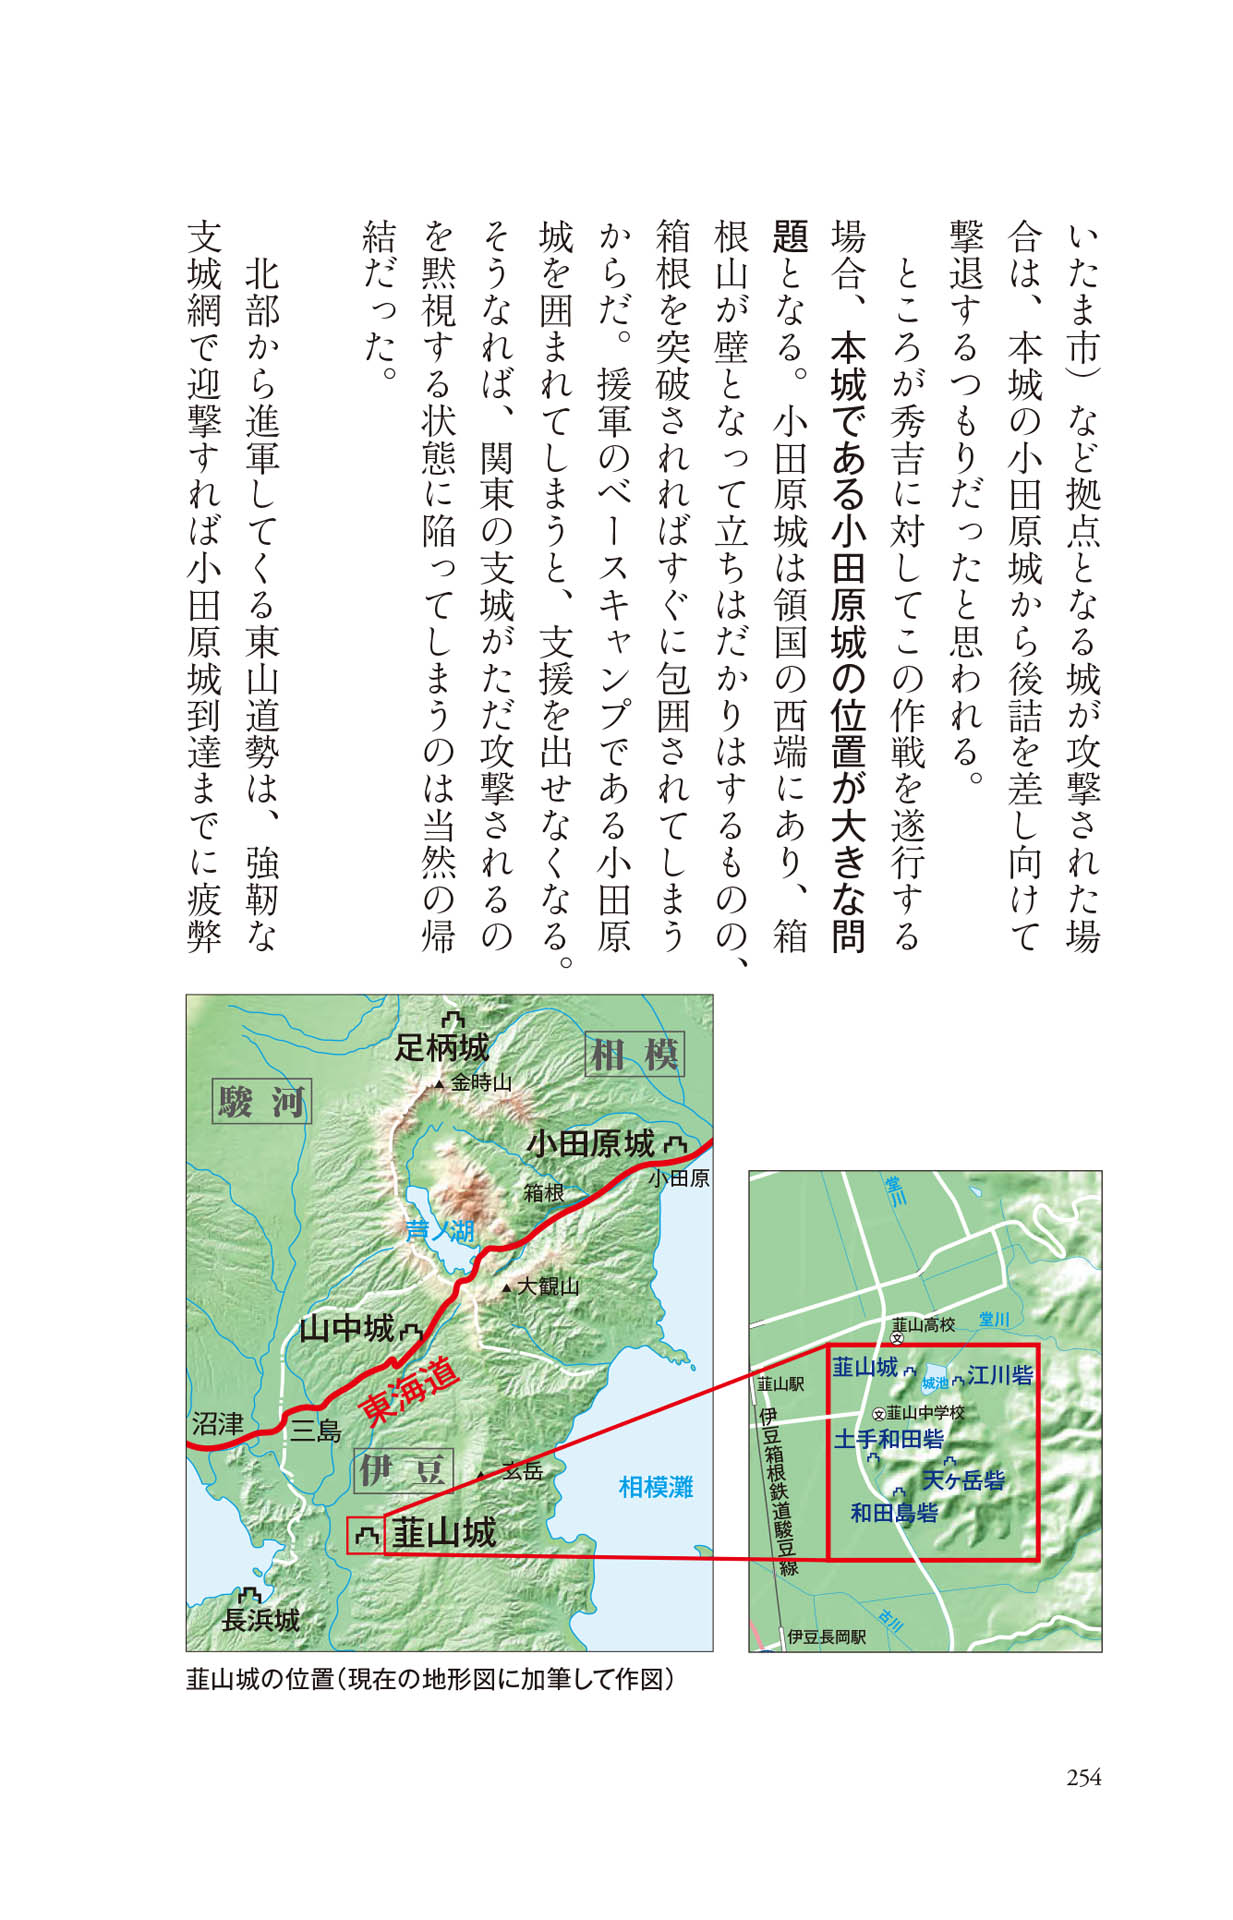 いたま市）など拠点となる城が攻撃された場
合は、本城の小田原城から後詰を差し向けて
撃退するつもりだったと思われる。
ところが秀吉に対してこの作戦を遂行する
場合、本城である小田原城の位置が大きな問
題となる。小田原城は領国の西端にあり、箱
根山が壁となって立ちはだかりはするものの、
箱根を突破されればすぐに包囲されてしまう
からだ。援軍のベースキャンプである小田原
城を囲まれてしまうと、支援を出せなくなる。
そうなれば、関東の支城がただ攻撃されるの
を黙視する状態に陥ってしまうのは当然の帰
結だった。
北部から進軍してくる東山道勢は、強靭な
支城網で迎撃すれば小田原城到達までに疲弊
足柄城
相模
金時山
駿河
小田原城
小田原
箱根
芦ノ湖
大観山
山中城
東海道
沼津
三島
伊豆
玄岳
相模灘
韮山城
長浜城
堂川
韮山高校
文
堂川
韮山城
城池
江川砦
韮山駅
文
韮山中学校
伊豆箱根鉄道駿豆線
土手和田砦
天ヶ岳砦
和田島砦
古川
伊豆長岡駅
韮山城の位置（現在の地形図に加筆して作図）
254